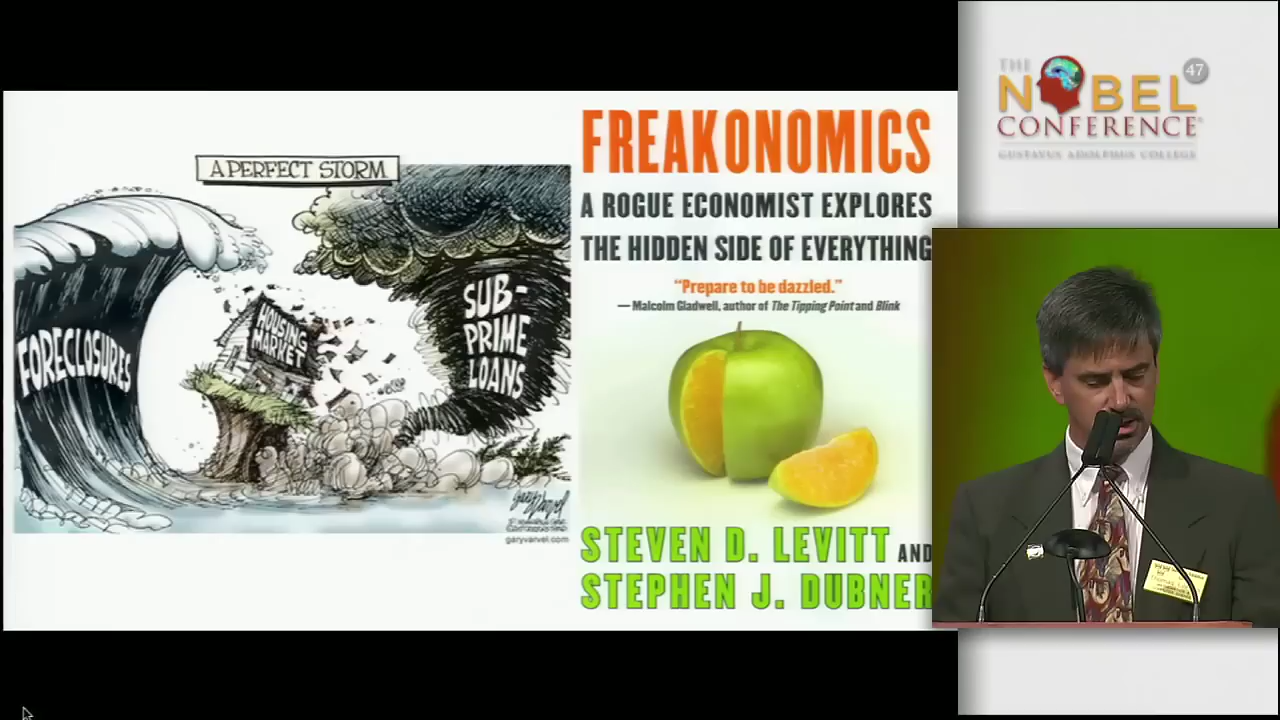 A PERFECT STORM
FORECLOSURES
HOUSING
MARKET
SUB-
PRIME
LOANS
garyvarvel.com
FREAKONOMICS
A ROGUE ECONOMIST EXPLORES
THE HIDDEN SIDE OF EVERYTHING
“Prepare to be dazzled.”
— Malcolm Gladwell, author of The Tipping Point and Blink
STEVEN D. LEVITT AND
STEPHEN J. DUBNER
THE 47
NOBEL
CONFERENCE
GUSTAVUS ADOLPHUS COLLEGE